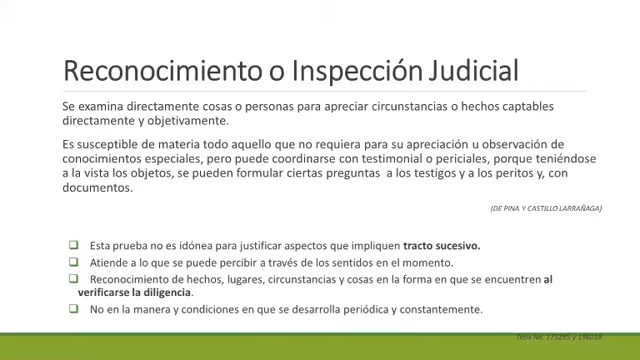 Reconocimiento o Inspección Judicial
Se examina directamente cosas o personas para apreciar circunstancias o hechos captables
directamente y objetivamente.
Es susceptible de materia todo aquello que no requiera para su apreciación u observación de
conocimientos especiales, pero puede coordinarse con testimonial o periciales, porque teniéndose
a la vista los objetos, se pueden formular ciertas preguntas a los testigos y a los peritos y, con
documentos.
(DE PINA Y CASTILLO LARRAÑAGA)
❑ Esta prueba no es idónea para justificar aspectos que impliquen tracto sucesivo.
❑ Atiende a lo que se puede percibir a través de los sentidos en el momento.
❑ Reconocimiento de hechos, lugares, circunstancias y cosas en la forma en que se encuentren al
verificarse la diligencia.
❑ No en la manera y condiciones en que se desarrolla periódica y constantemente.
Tesis No. 175295 y 196018